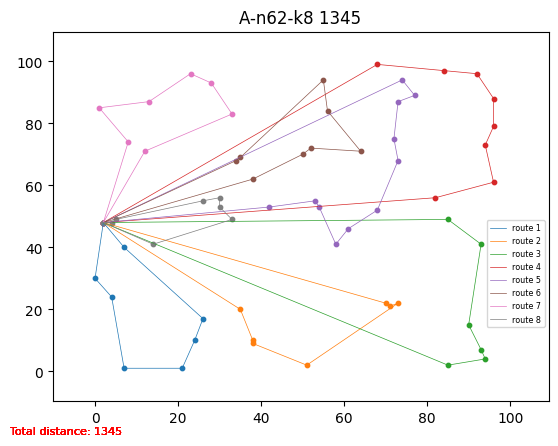 A-n62-k8 1345
100
80
60
40
20
0
0 20 40 60 80 100
route 1
route 2
route 3
route 4
route 5
route 6
route 7
route 8
Total distance: 1345